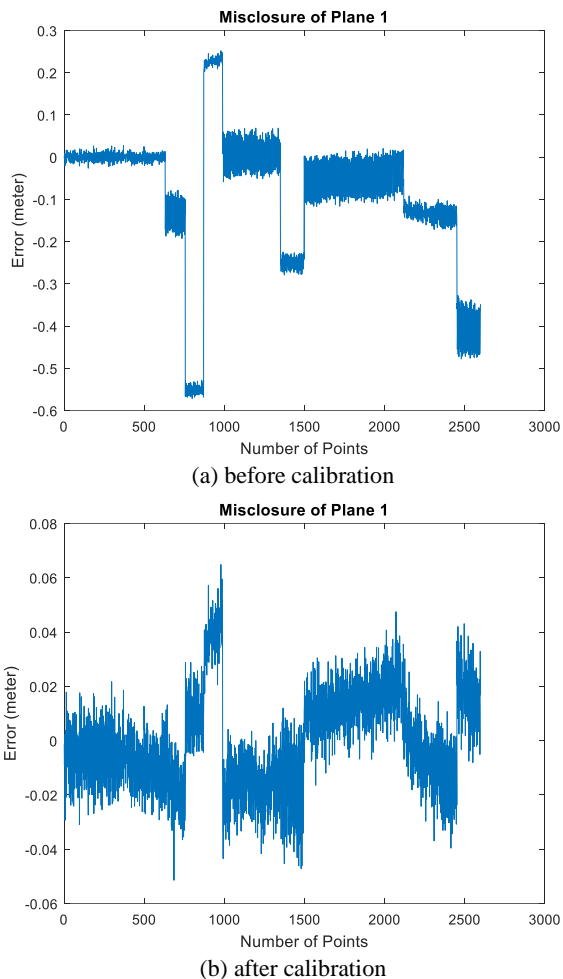 Misclosure of Plane 1
0.3
0.2
0.1
0
-0.1
-0.2
-0.3
-0.4
-0.5
-0.6
Error (meter)
0 500 1000 1500 2000 2500 3000
Number of Points
(a) before calibration
Misclosure of Plane 1
0.08
0.06
0.04
0.02
0
-0.02
-0.04
-0.06
Error (meter)
0 500 1000 1500 2000 2500 3000
Number of Points
(b) after calibration